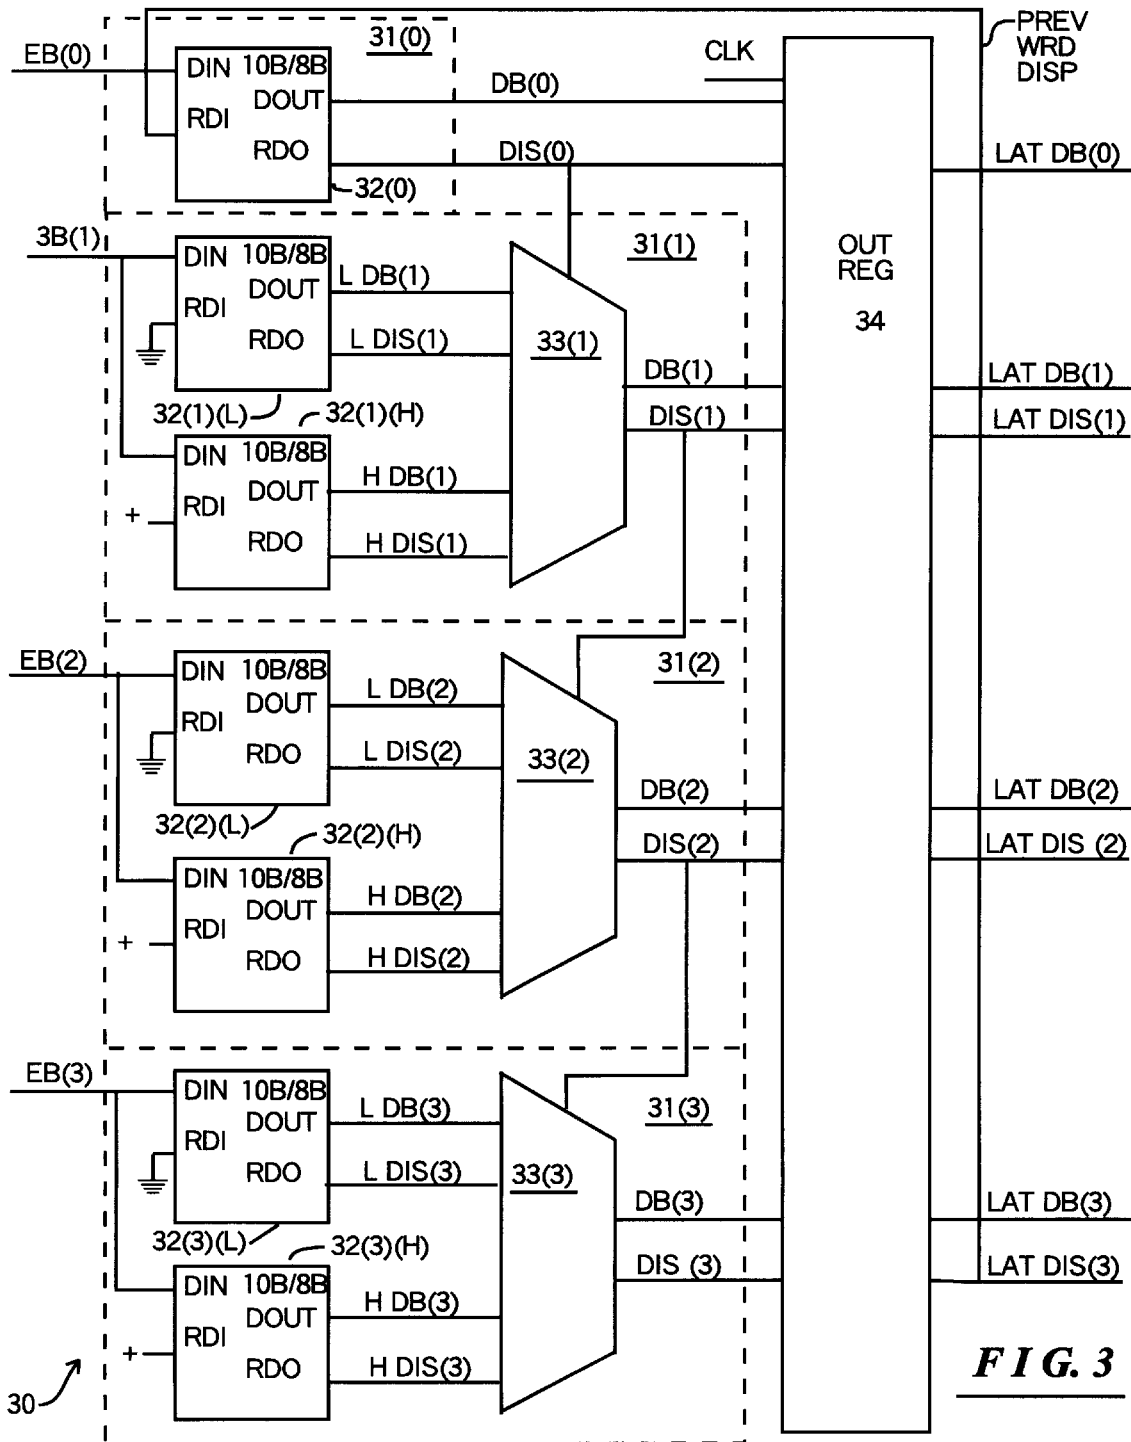 PREV
WRD
DISP
31(0)
EB(0)
DIN 10B/8B
DOUT
RDI
RDO
32(0)
DB(0)
DIS(0)
CLK
LAT DB(0)
3B(1)
DIN 10B/8B
DOUT
RDI
RDO
32(1)(L)
L DB(1)
L DIS(1)
31(1)
33(1)
OUT
REG
34
DB(1)
DIS(1)
LAT DB(1)
LAT DIS(1)
32(1)(H)
DIN 10B/8B
DOUT
RDI
RDO
+
H DB(1)
H DIS(1)
EB(2)
DIN 10B/8B
DOUT
RDI
RDO
32(2)(L)
L DB(2)
L DIS(2)
31(2)
33(2)
DB(2)
DIS(2)
LAT DB(2)
LAT DIS (2)
32(2)(H)
DIN 10B/8B
DOUT
RDI
RDO
+
H DB(2)
H DIS(2)
EB(3)
DIN 10B/8B
DOUT
RDI
RDO
32(3)(L)
L DB(3)
L DIS(3)
31(3)
33(3)
DB(3)
DIS (3)
LAT DB(3)
LAT DIS(3)
32(3)(H)
DIN 10B/8B
DOUT
RDI
RDO
+
H DB(3)
H DIS(3)
30
FIG. 3